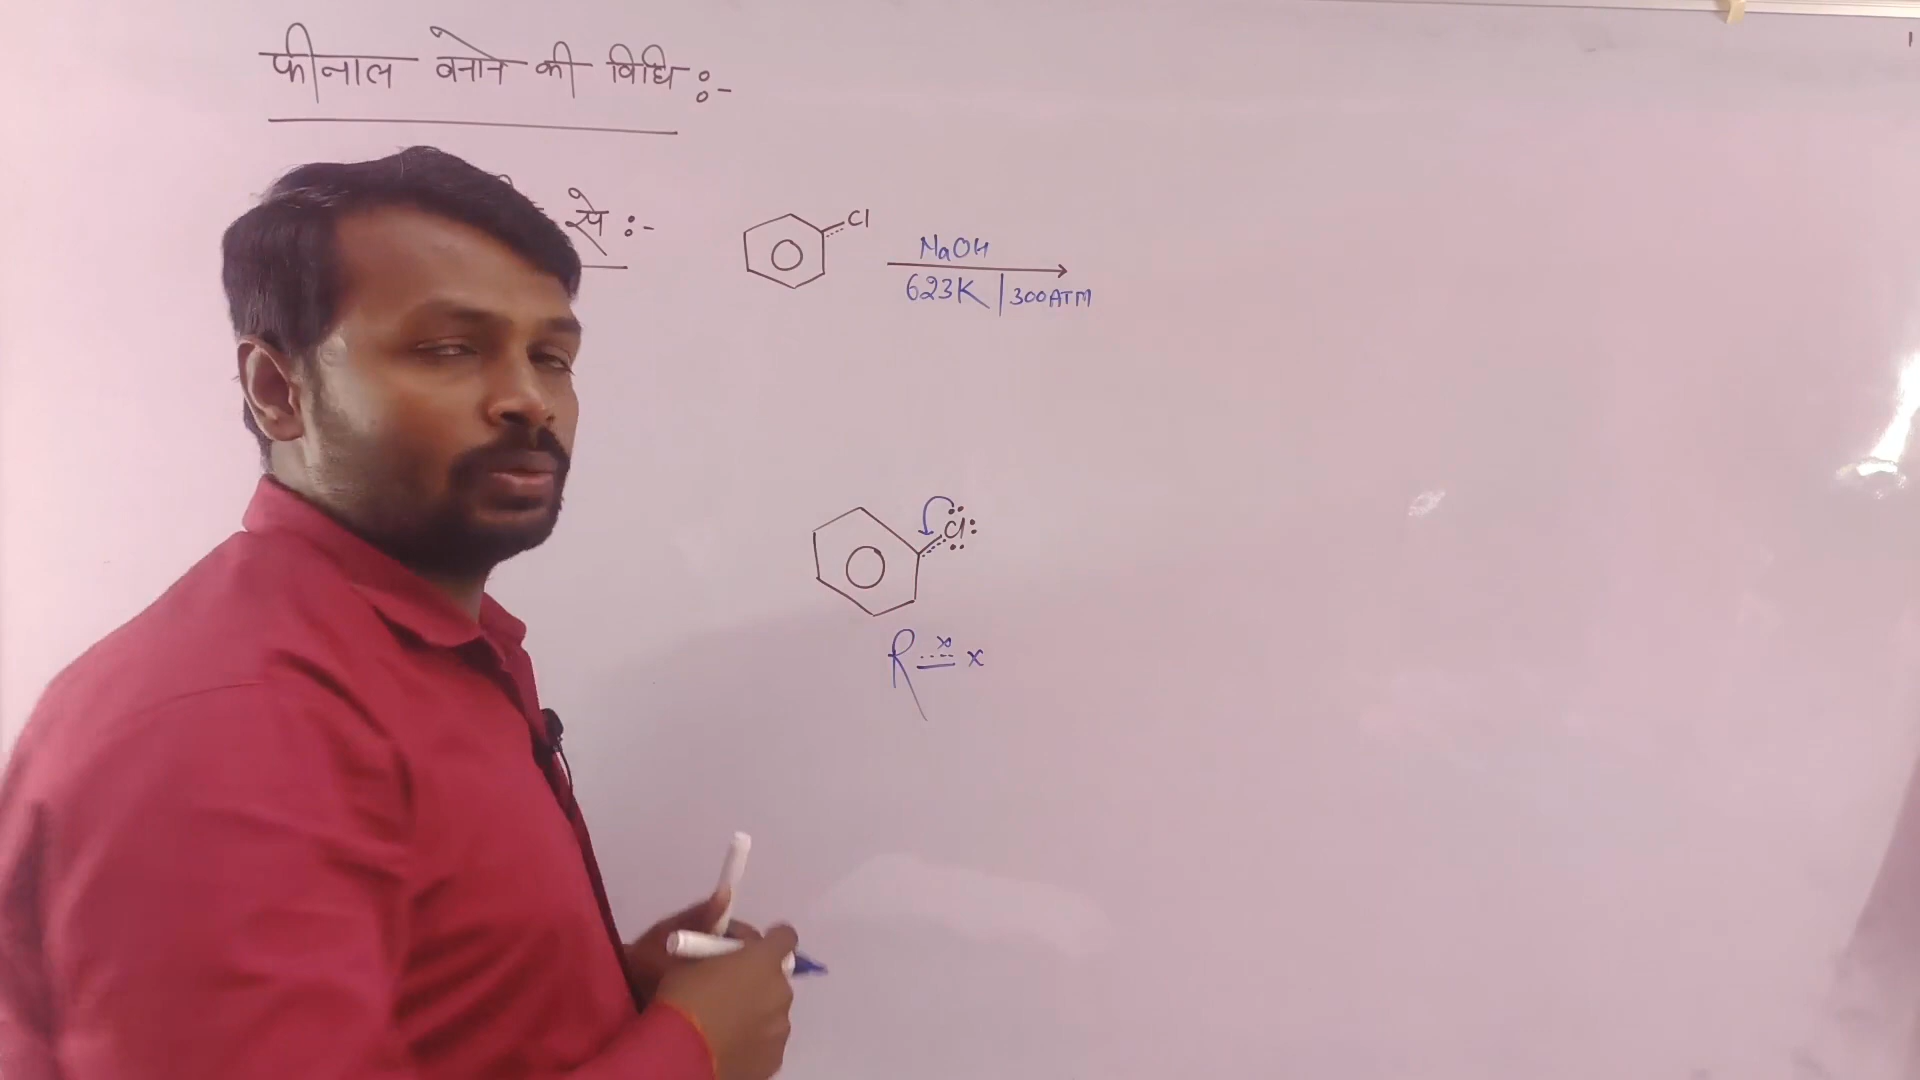 फीनाल बनाने की विधि :-
से :-
Cl
NaOH
623K | 300ATM
Cl
R x x